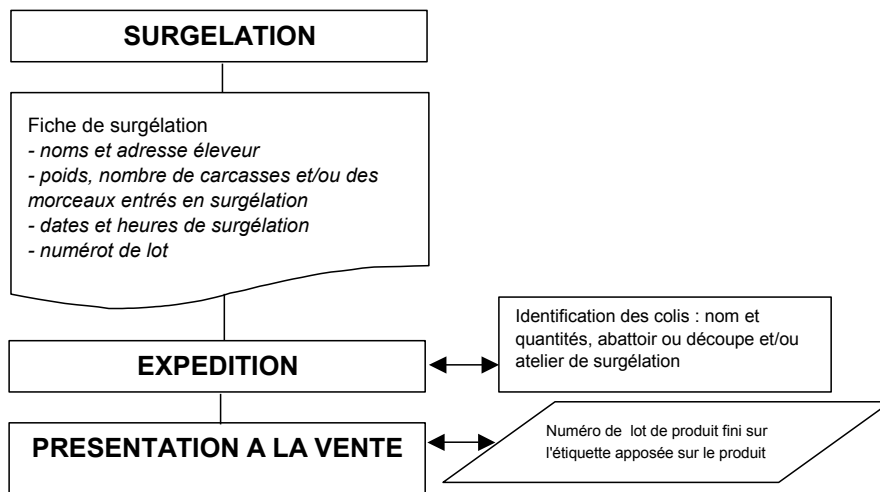 SURGELATION
Fiche de surgélation
- noms et adresse éleveur
- poids, nombre de carcasses et/ou des
morceaux entrés en surgélation
- dates et heures de surgélation
- numérot de lot
Identification des colis : nom et
quantités, abattoir ou découpe et/ou
atelier de surgélation
EXPEDITION
PRESENTATION A LA VENTE
Numéro de lot de produit fini sur
l'étiquette apposée sur le produit